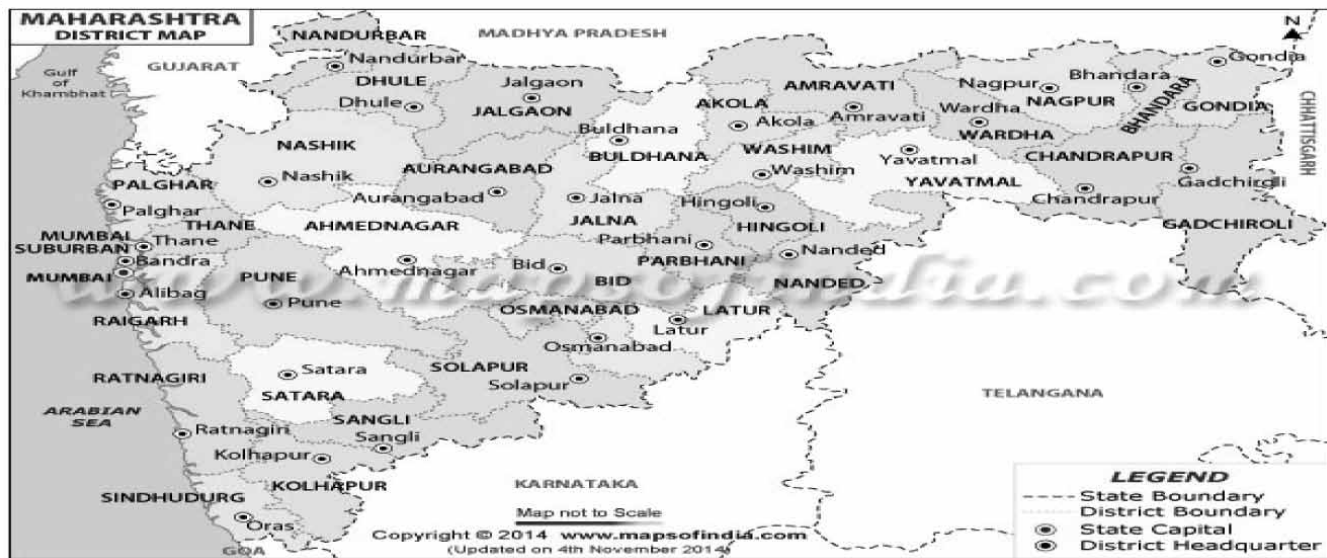 MAHARASHTRA
DISTRICT MAP
Gulf
of
Khambhat
GUJARAT
MADHYA PRADESH
N
CHHATTISGARH
NANDURBAR
Nandurbar
DHULE
Dhule
Jalgaon
JALGAON
Buldhana
BULDHANA
AKOLA
Akola
AMRAVATI
Amravati
Nagpur
NAGPUR
Wardha
WARDHA
Bhandara
BHANDARA
Gondia
GONDIA
NASHIK
Nashik
AURANGABAD
Aurangabad
Jalna
JALNA
WASHIM
Washim
Yavatmal
YAVATMAL
CHANDRAPUR
Chandrapur
Gadchirgli
GADCHIROLI
PALGHAR
Palghar
THANE
Thane
MUMBAI
SUBURBAN
Bandra
MUMBAI
AHMEDNAGAR
Ahmednagar
Hingoli
HINGOLI
Parbhani
PARBHANI
Nanded
NANDED
Bid
BID
PUNE
Pune
Alibag
RAIGARH
OSMANABAD
Osmanabad
LATUR
Latur
www.mapsofindia.com
RATNAGIRI
Ratnagiri
Satara
SATARA
SOLAPUR
Solapur
SANGLI
Sangli
Kolhapur
KOLHAPUR
SINDHUDURG
Oras
GOA
ARABIAN
SEA
KARNATAKA
TELANGANA
Map not to Scale
Copyright © 2014 www.mapsofindia.com
(Updated on 4th November 2014)
LEGEND
State Boundary
District Boundary
State Capital
District Headquarter